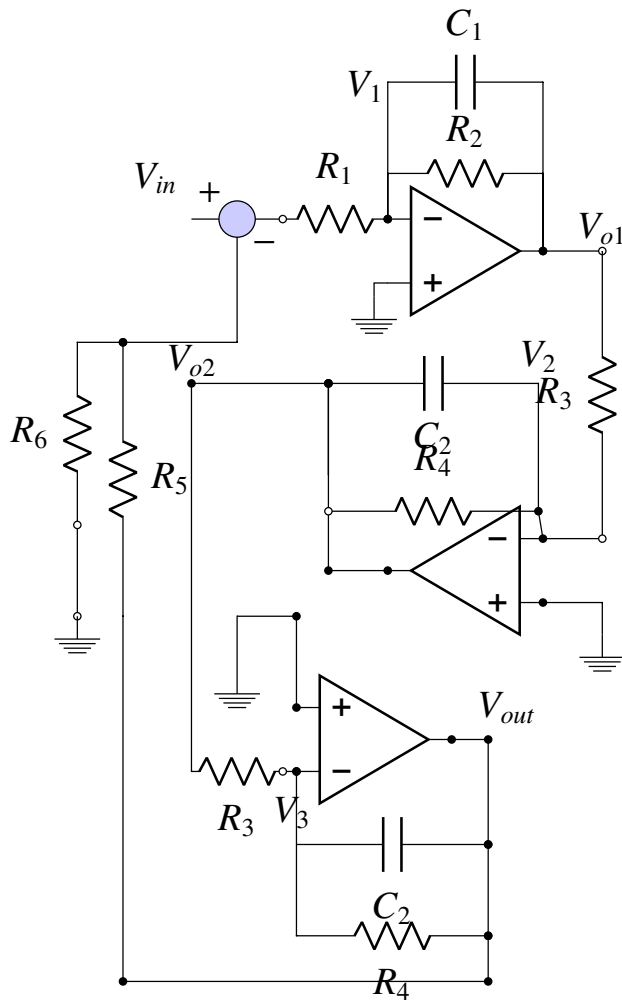 C1
V1
R2
R1
Vin
+
−
−
+
Vo1
Vo2
V2
R3
C2
R4
R6
R5
−
+
+
−
Vout
R3
V3
C2
R4